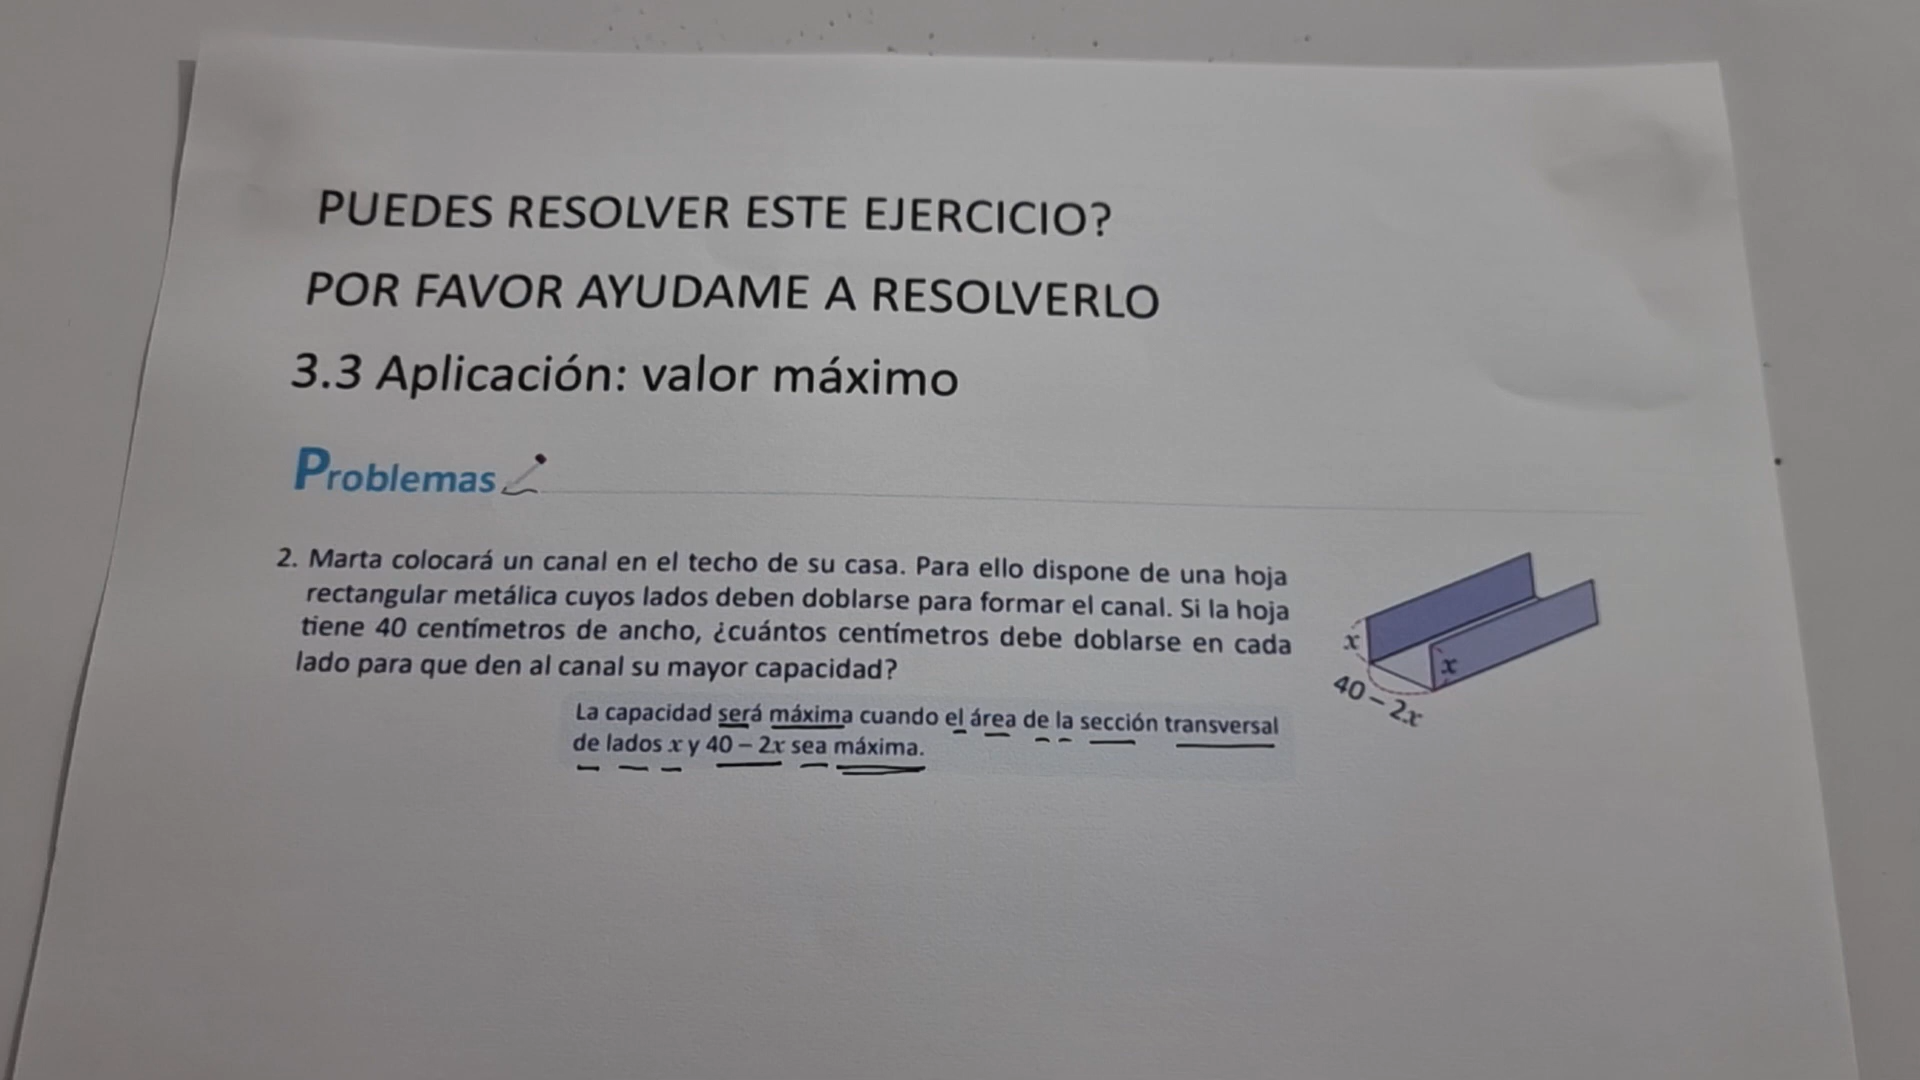 PUEDES RESOLVER ESTE EJERCICIO?
POR FAVOR AYUDAME A RESOLVERLO
3.3 Aplicación: valor máximo
Problemas
2. Marta colocará un canal en el techo de su casa. Para ello dispone de una hoja
rectangular metálica cuyos lados deben doblarse para formar el canal. Si la hoja
tiene 40 centímetros de ancho, ¿cuántos centímetros debe doblarse en cada
lado para que den al canal su mayor capacidad?
x
x
40 – 2x
La capacidad será máxima cuando el área de la sección transversal
de lados x y 40 – 2x sea máxima.